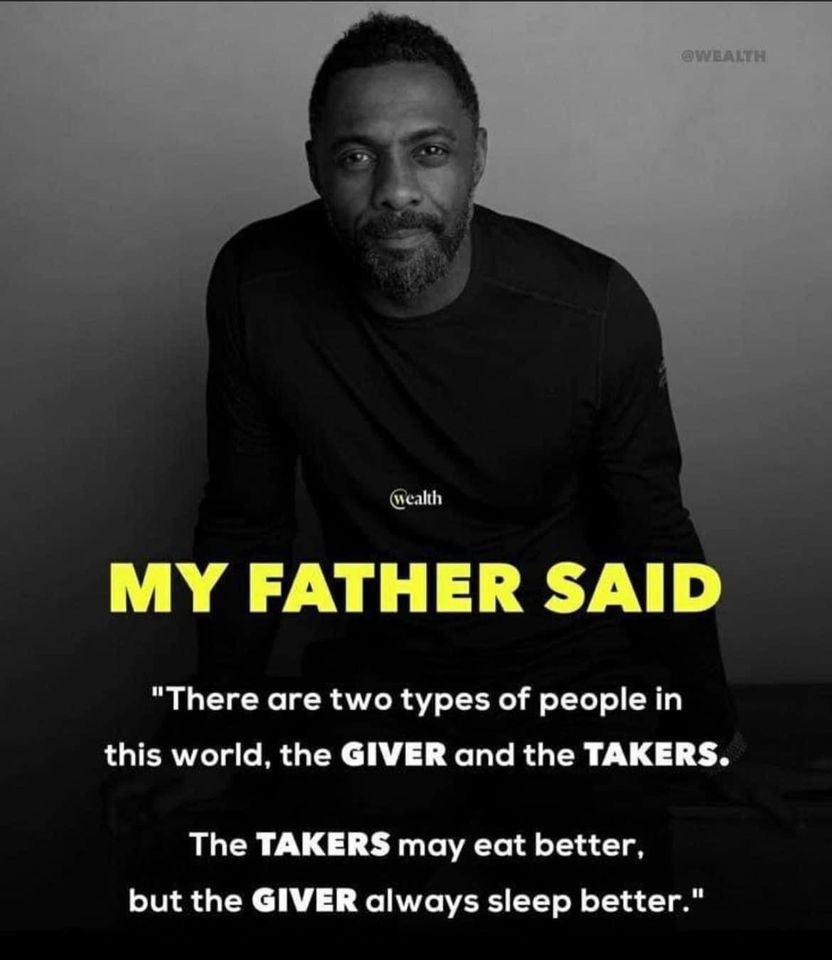 @WEALTH
@wealth
MY FATHER SAID
"There are two types of people in
this world, the GIVER and the TAKERS.
The TAKERS may eat better,
but the GIVER always sleep better."